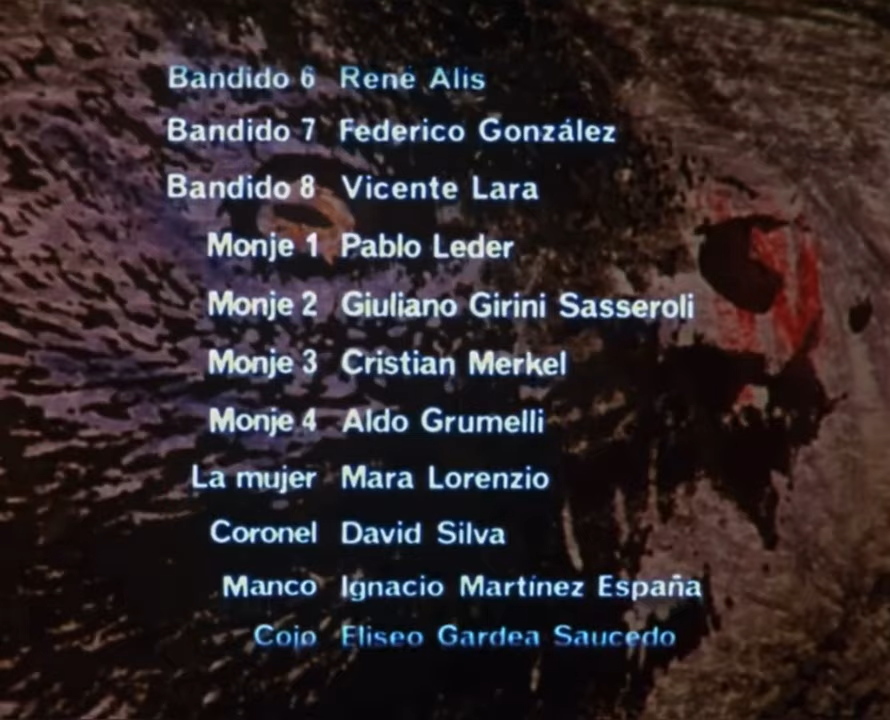 Bandido 6 René Alis
Bandido 7 Federico González
Bandido 8 Vicente Lara
Monje 1 Pablo Leder
Monje 2 Giuliano Girini Sasseroli
Monje 3 Cristian Merkel
Monje 4 Aldo Grumelli
La mujer Mara Lorenzio
Coronel David Silva
Manco Ignacio Martínez España
Cojo Eliseo Gardea Saucedo